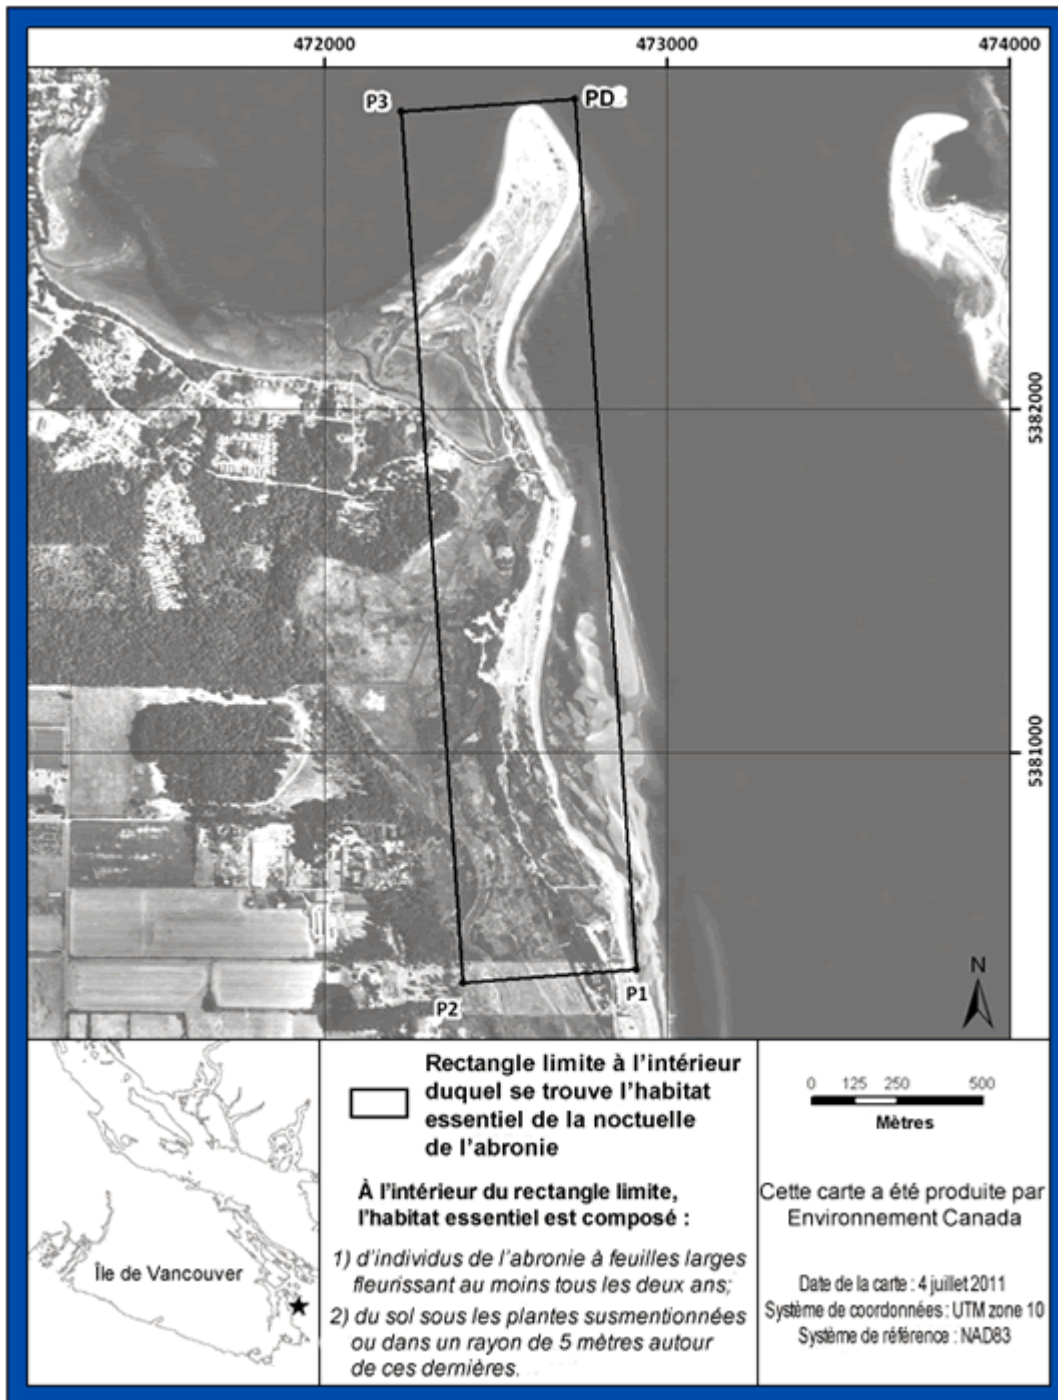 472000 473000 474000
P3 PD
5382000
5381000
N
P2 P1
Île de Vancouver
Rectangle limite à l'intérieur
duquel se trouve l'habitat
essentiel de la noctuelle
de l'abronie
À l'intérieur du rectangle limite,
l'habitat essentiel est composé :
1) d'individus de l'abronie à feuilles larges
fleurissant au moins tous les deux ans;
2) du sol sous les plantes susmentionnées
ou dans un rayon de 5 mètres autour
de ces dernières.
0 125 250 500
Mètres
Cette carte a été produite par
Environnement Canada
Date de la carte : 4 juillet 2011
Système de coordonnées : UTM zone 10
Système de référence : NAD83